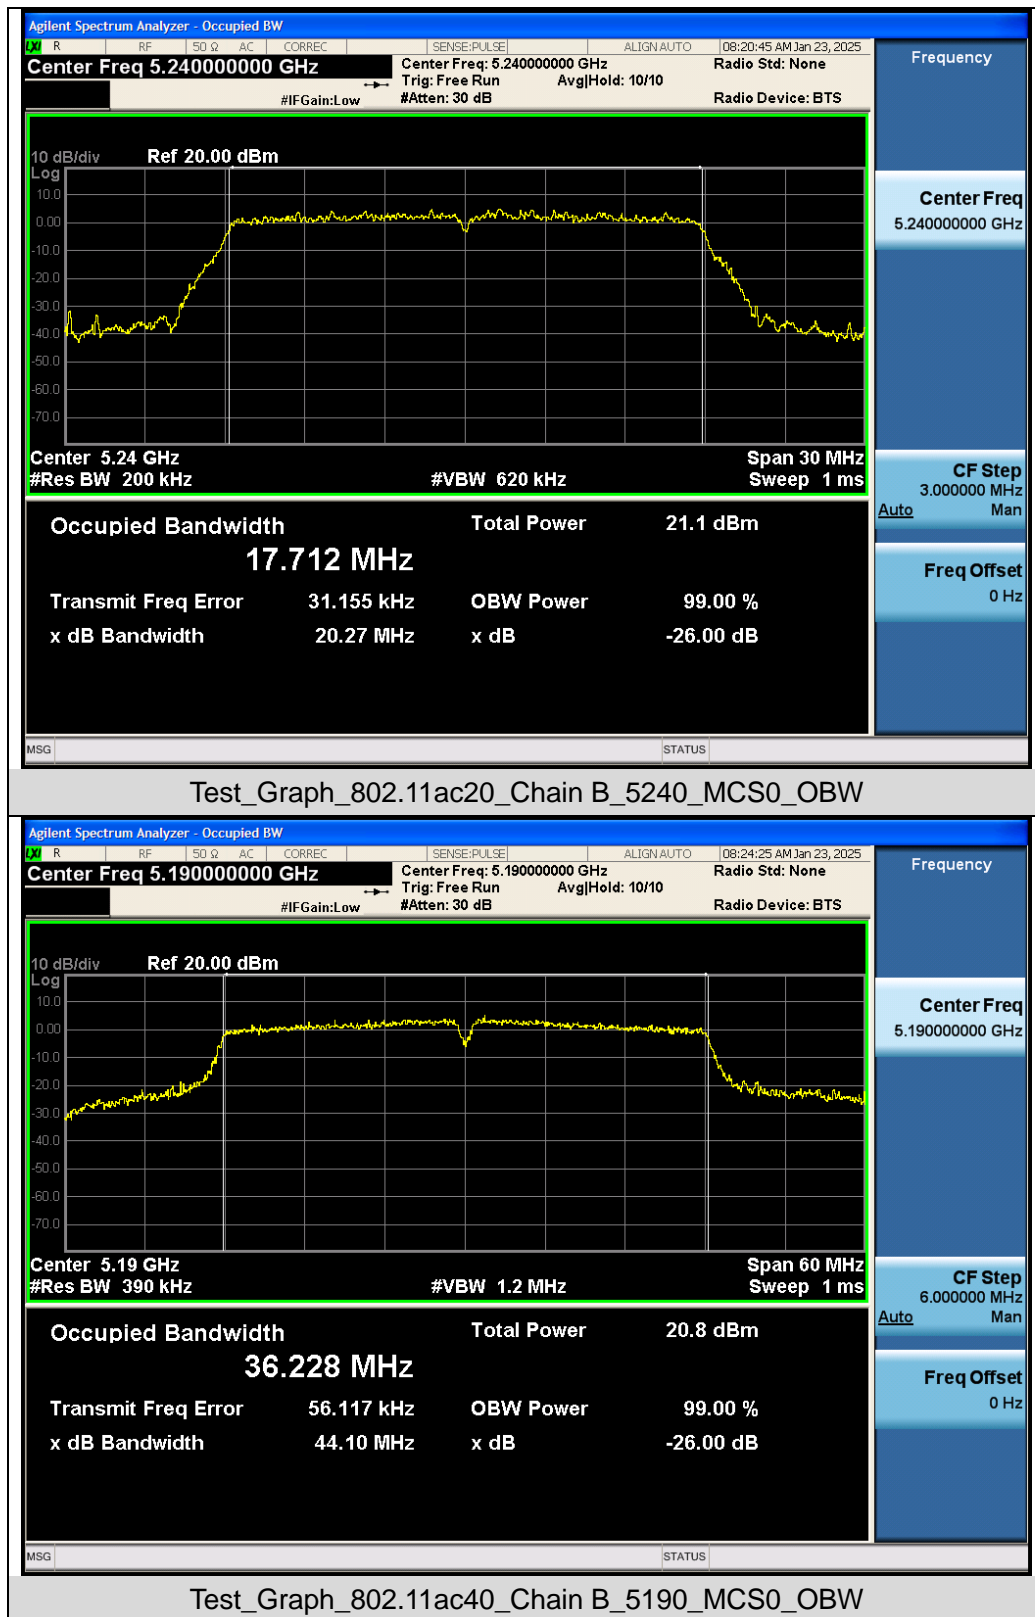 Agilent Spectrum Analyzer - Occupied BW
LXI R RF 50 Ω AC CORREC SENSE:PULSE ALIGN AUTO 08:20:45 AM Jan 23, 2025
Center Freq 5.240000000 GHz
Center Freq: 5.240000000 GHz
Radio Std: None
Trig: Free Run Avg|Hold: 10/10
#IFGain:Low
#Atten: 30 dB
Radio Device: BTS
10 dB/div Ref 20.00 dBm
Log
10.0
0.00
-10.0
-20.0
-30.0
-40.0
-50.0
-60.0
-70.0
Center 5.24 GHz Span 30 MHz
#Res BW 200 kHz #VBW 620 kHz Sweep 1 ms
Occupied Bandwidth Total Power 21.1 dBm
17.712 MHz
Transmit Freq Error 31.155 kHz OBW Power 99.00 %
x dB Bandwidth 20.27 MHz x dB -26.00 dB
MSG STATUS
Frequency
Center Freq
5.240000000 GHz
CF Step
3.000000 MHz
Auto Man
Freq Offset
0 Hz
Test_Graph_802.11ac20_Chain B_5240_MCS0_OBW
Agilent Spectrum Analyzer - Occupied BW
LXI R RF 50 Ω AC CORREC SENSE:PULSE ALIGN AUTO 08:24:25 AM Jan 23, 2025
Center Freq 5.190000000 GHz
Center Freq: 5.190000000 GHz
Radio Std: None
Trig: Free Run Avg|Hold: 10/10
#IFGain:Low
#Atten: 30 dB
Radio Device: BTS
10 dB/div Ref 20.00 dBm
Log
10.0
0.00
-10.0
-20.0
-30.0
-40.0
-50.0
-60.0
-70.0
Center 5.19 GHz Span 60 MHz
#Res BW 390 kHz #VBW 1.2 MHz Sweep 1 ms
Occupied Bandwidth Total Power 20.8 dBm
36.228 MHz
Transmit Freq Error 56.117 kHz OBW Power 99.00 %
x dB Bandwidth 44.10 MHz x dB -26.00 dB
MSG STATUS
Frequency
Center Freq
5.190000000 GHz
CF Step
6.000000 MHz
Auto Man
Freq Offset
0 Hz
Test_Graph_802.11ac40_Chain B_5190_MCS0_OBW